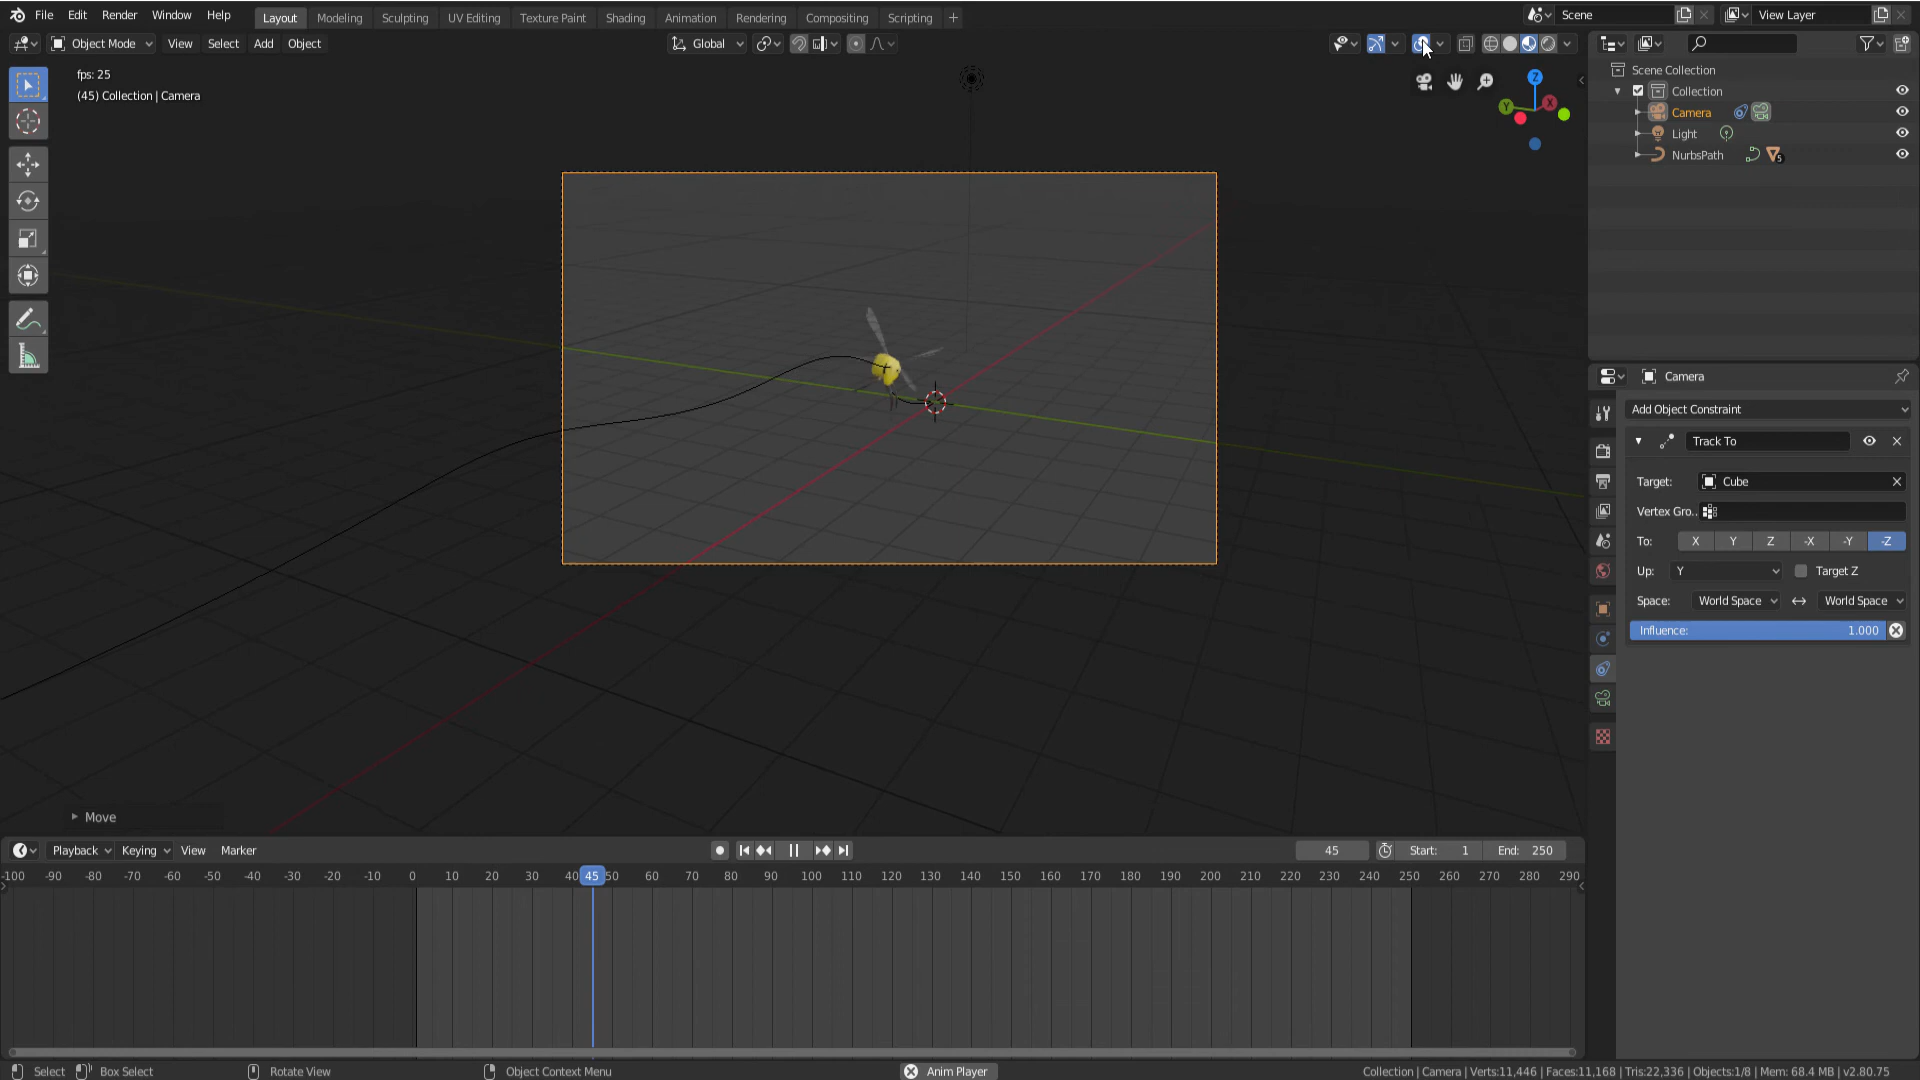 File Edit Render Window Help Layout Modeling Sculpting UV Editing Texture Paint Shading Animation Rendering Compositing Scripting + Scene View Layer
Object Mode View Select Add Object Global
fps: 25
(45) Collection | Camera
Z
Y X
Scene Collection
Collection
Camera
Light
NurbsPath 5
Camera
Add Object Constraint
Track To
Target: Cube
Vertex Gro..
To: X Y Z -X -Y -Z
Up: Y Target Z
Space: World Space World Space
Influence: 1.000
Move
Playback Keying View Marker 45 Start: 1 End: 250
-100 -90 -80 -70 -60 -50 -40 -30 -20 -10 0 10 20 30 40 45 50 60 70 80 90 100 110 120 130 140 150 160 170 180 190 200 210 220 230 240 250 260 270 280 290
Select Box Select Rotate View Object Context Menu Anim Player Collection | Camera | Verts:11,446 | Faces:11,168 | Tris:22,336 | Objects:1/8 | Mem: 68.4 MB | v2.80.75